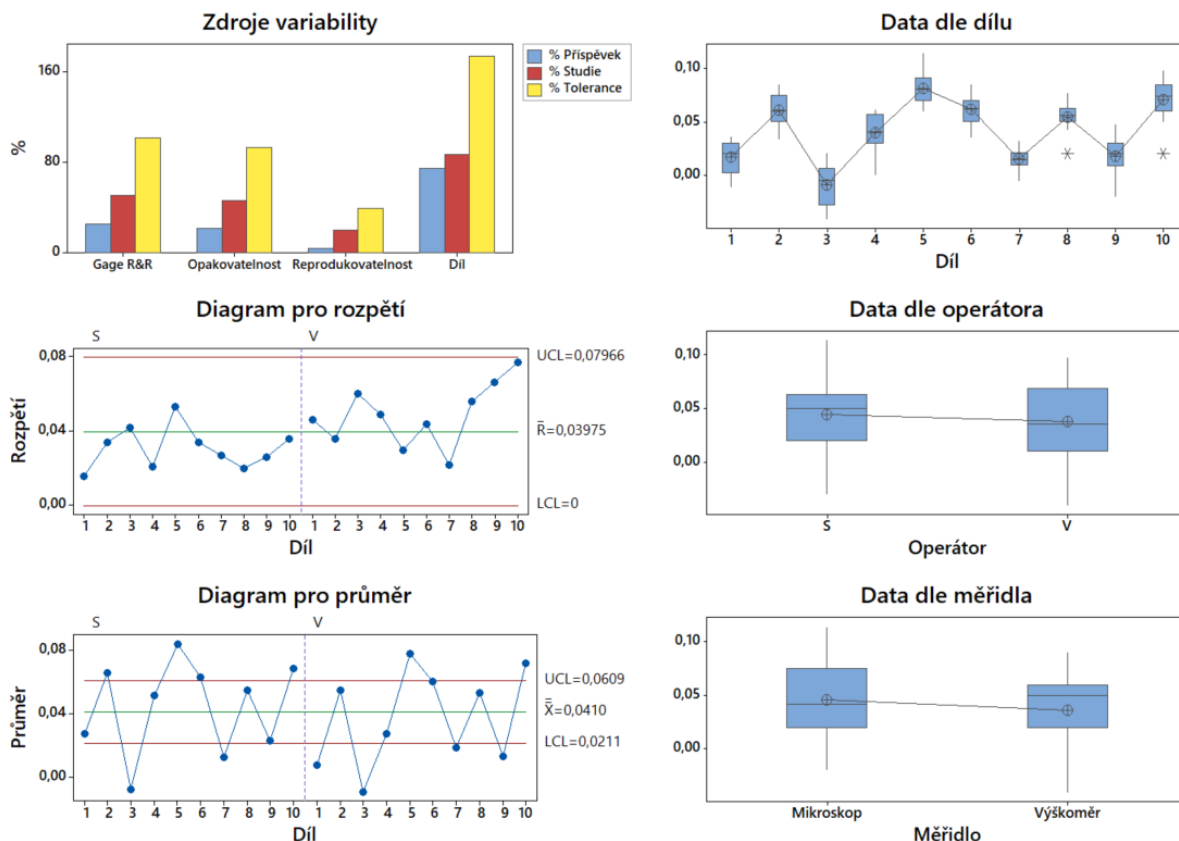 Zdroje variability
%
160
80
0
Gage R&R Opakovatelnost Reprodukovatelnost Díl
% Příspěvek
% Studie
% Tolerance
Data dle dílu
0,10
0,05
0,00
1 2 3 4 5 6 7 8 9 10
Díl
Diagram pro rozpětí
S V
Rozpětí
0,08
0,04
0,00
UCL=0,07966
R̄=0,03975
LCL=0
1 2 3 4 5 6 7 8 9 10 1 2 3 4 5 6 7 8 9 10
Díl
Data dle operátora
0,10
0,05
0,00
S V
Operátor
Diagram pro průměr
S V
Průměr
0,08
0,04
0,00
UCL=0,0609
X̿=0,0410
LCL=0,0211
1 2 3 4 5 6 7 8 9 10 1 2 3 4 5 6 7 8 9 10
Díl
Data dle měřidla
0,10
0,05
0,00
Mikroskop Výškoměr
Měřidlo